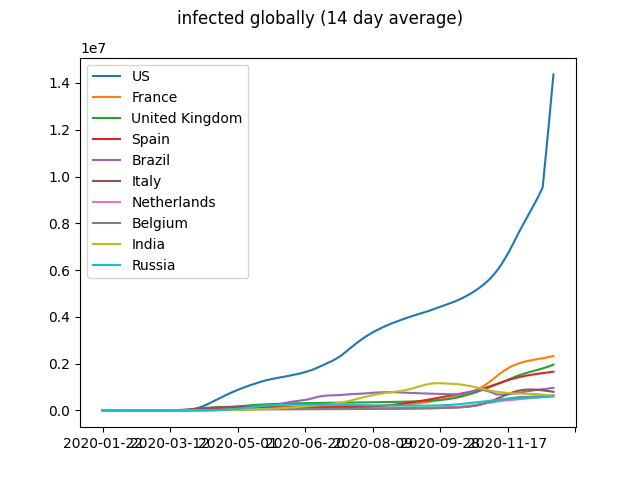 infected globally (14 day average)
1e7
1.4
1.2
1.0
0.8
0.6
0.4
0.2
0.0
US
France
United Kingdom
Spain
Brazil
Italy
Netherlands
Belgium
India
Russia
2020-01-22 2020-03-12 2020-05-01 2020-06-20 2020-08-09 2020-09-28 2020-11-17